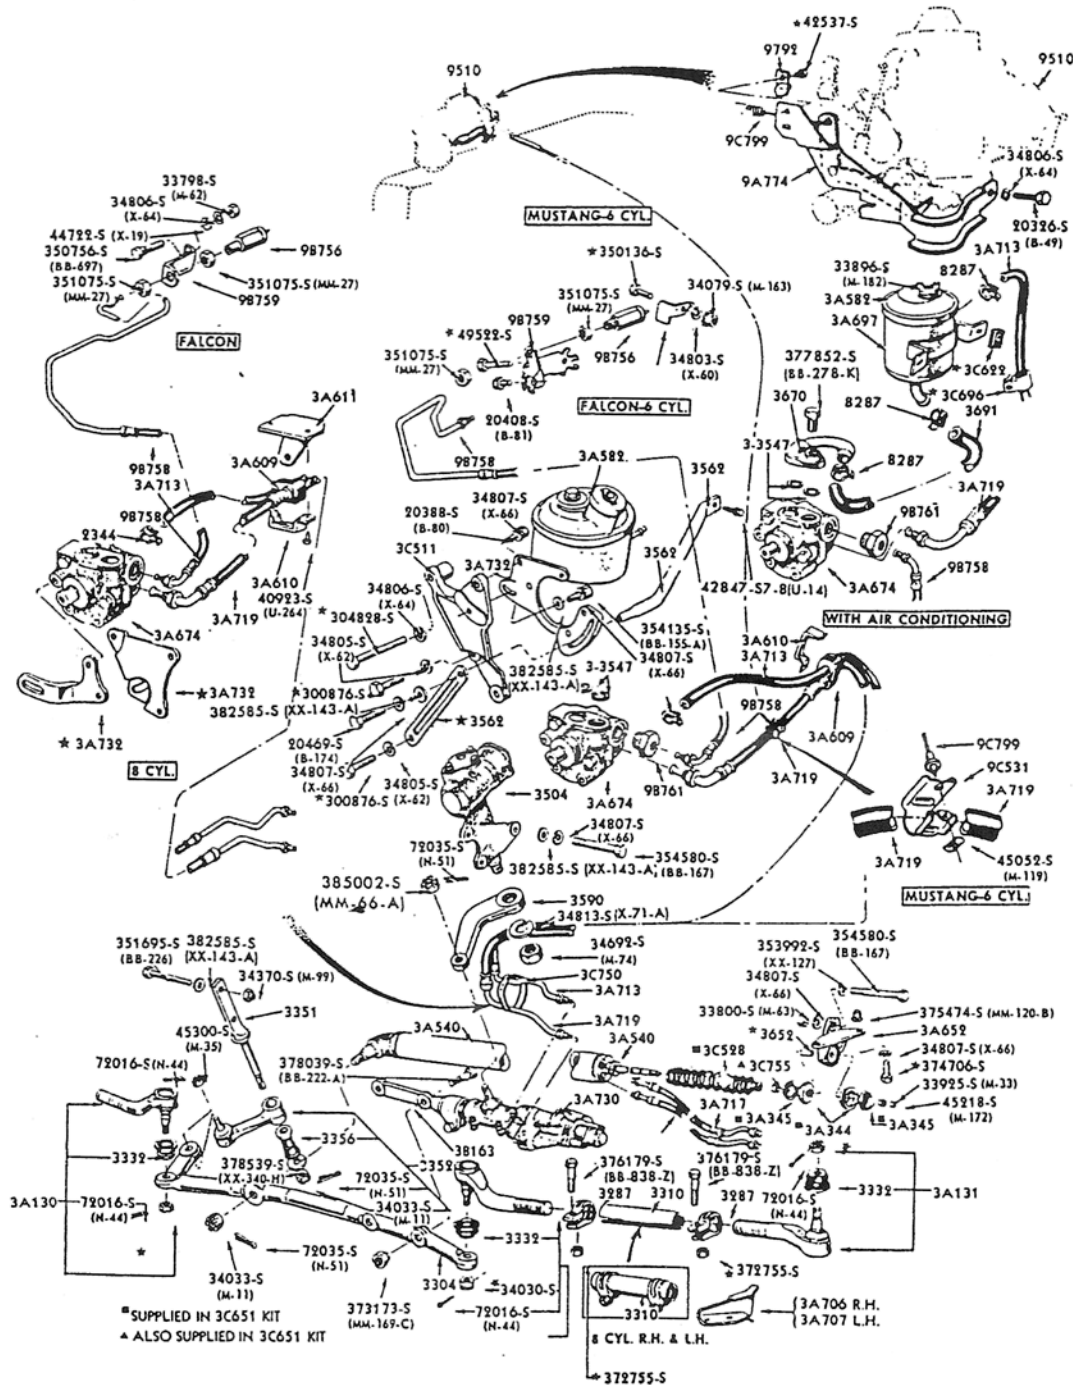 ★42537-S
9792
9510
9510
9C799
34806-S
(X-64)
9A774
20326-S
(B-49)
33798-S
(M-62)
34806-S
(X-64)
44722-S (X-19)
350756-S
(BB-697)
351075-S
(MM-27)
9B756
351075-S (MM-27)
9B759
FALCON
MUSTANG-6 CYL.
★350136-S
351075-S
(MM-27)
34079-S (M-163)
9B759
★49522-S
9B756
34803-S
(X-60)
351075-S
(MM-27)
20408-S
(B-81)
FALCON-6 CYL.
9B758
3A713
8287
33896-S
(M-182)
3A582
3A697
★3C622
377852-S
(BB-278-K)
★3C696
3670
8287
3691
3-3547
8287
3A719
9B761
9B758
42847-S7-8 (U-14)
3A674
WITH AIR CONDITIONING
3A611
9B758
3A713
3A609
9B758
2344
3A610
40923-S
(U-264)
3A719
3A674
★3A732
★3A732
8 CYL.
3A582
3562
34807-S
(X-66)
20388-S
(B-80)
3C511
3A732
3562
34806-S
(X-64)
★304828-S
34805-S
(X-62)
354135-S
(BB-155-A)
34807-S
(X-66)
382585-S
(XX-143-A)
3-3547
★300876-S
382585-S (XX-143-A)
★3562
20469-S
(B-174)
34807-S
(X-66)
★300876-S
34805-S
(X-62)
3504
3A674
9B761
3A610
3A713
9B758
3A609
3A719
9C799
9C531
3A719
3A719
45052-S
(M-119)
MUSTANG-6 CYL.
34807-S
(X-66)
72035-S
(N-51)
382585-S (XX-143-A)
354580-S
(BB-167)
385002-S
(MM-66-A)
3590
34813-S (X-71-A)
34692-S
(M-74)
3C750
3A713
3A719
351695-S
(BB-226)
382585-S
(XX-143-A)
34370-S (M-99)
3351
45300-S
(M-35)
72016-S (N-44)
378039-S
(BB-222-A)
3A540
3A540
353992-S
(XX-127)
354580-S
(BB-167)
34807-S
(X-66)
33800-S (M-63)
375474-S (MM-120-B)
★3652
3A652
34807-S (X-66)
★374706-S
33925-S (M-33)
45218-S
(M-172)
■3C528
▲3C755
3A730
3A717
■3A345
■3A344
■3A345
3332
3356
3B163
378539-S
(XX-340-H)
72035-S
(N-51)
3352
376179-S
(BB-838-Z)
376179-S
(BB-838-Z)
3287
3310
3287
72016-S
(N-44)
3332
3A131
3A130
72016-S
(N-44)
★
34033-S
(M-11)
3332
72035-S
(N-51)
34033-S
(M-11)
3304
★34030-S
373173-S
(MM-169-C)
72016-S
(N-44)
★372755-S
3310
3A706 R.H.
3A707 L.H.
8 CYL. R.H. & L.H.
★372755-S
■SUPPLIED IN 3C651 KIT
▲ ALSO SUPPLIED IN 3C651 KIT